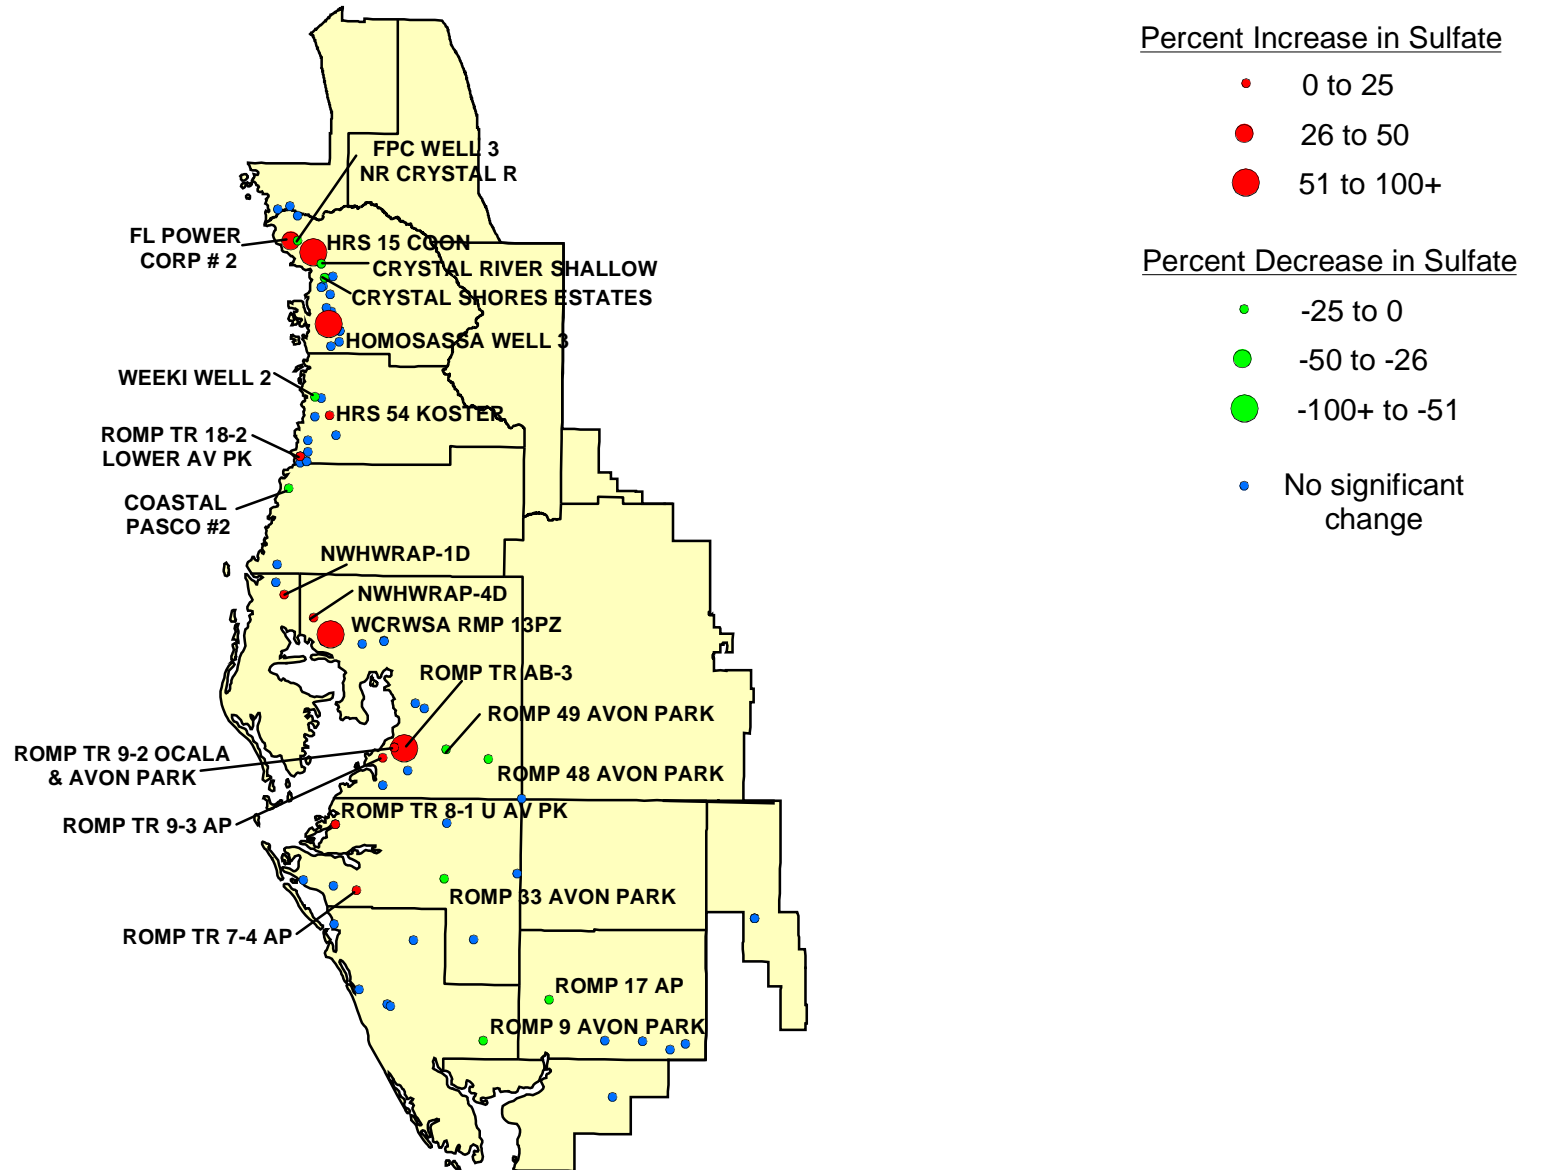 Percent Increase in Sulfate
0 to 25
26 to 50
51 to 100+
Percent Decrease in Sulfate
-25 to 0
-50 to -26
-100+ to -51
No significant
change
FPC WELL 3
NR CRYSTAL R
FL POWER
CORP # 2
HRS 15 COON
CRYSTAL RIVER SHALLOW
CRYSTAL SHORES ESTATES
HOMOSASSA WELL 3
WEEKI WELL 2
HRS 54 KOSTER
ROMP TR 18-2
LOWER AV PK
COASTAL
PASCO #2
NWHWRAP-1D
NWHWRAP-4D
WCRWSA RMP 13PZ
ROMP TR AB-3
ROMP 49 AVON PARK
ROMP TR 9-2 OCALA
& AVON PARK
ROMP 48 AVON PARK
ROMP TR 9-3 AP
ROMP TR 8-1 U AV PK
ROMP 33 AVON PARK
ROMP TR 7-4 AP
ROMP 17 AP
ROMP 9 AVON PARK